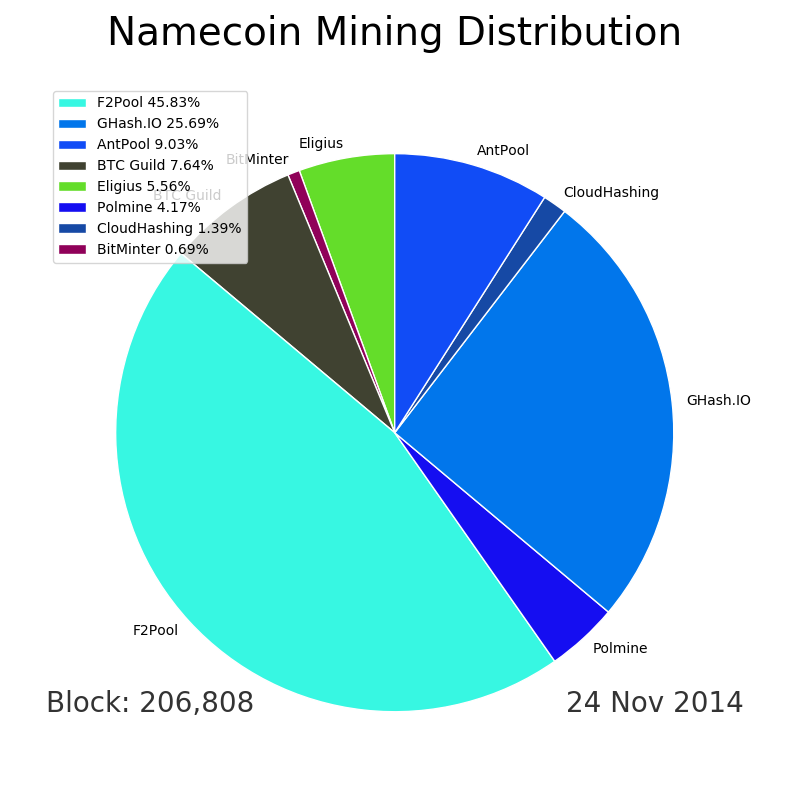 Namecoin Mining Distribution
F2Pool 45.83%
GHash.IO 25.69%
AntPool 9.03%
BTC Guild 7.64%
Eligius 5.56%
Polmine 4.17%
CloudHashing 1.39%
BitMinter 0.69%
Eligius
AntPool
BitMinter
CloudHashing
BTC Guild
GHash.IO
F2Pool
Polmine
Block: 206,808
24 Nov 2014